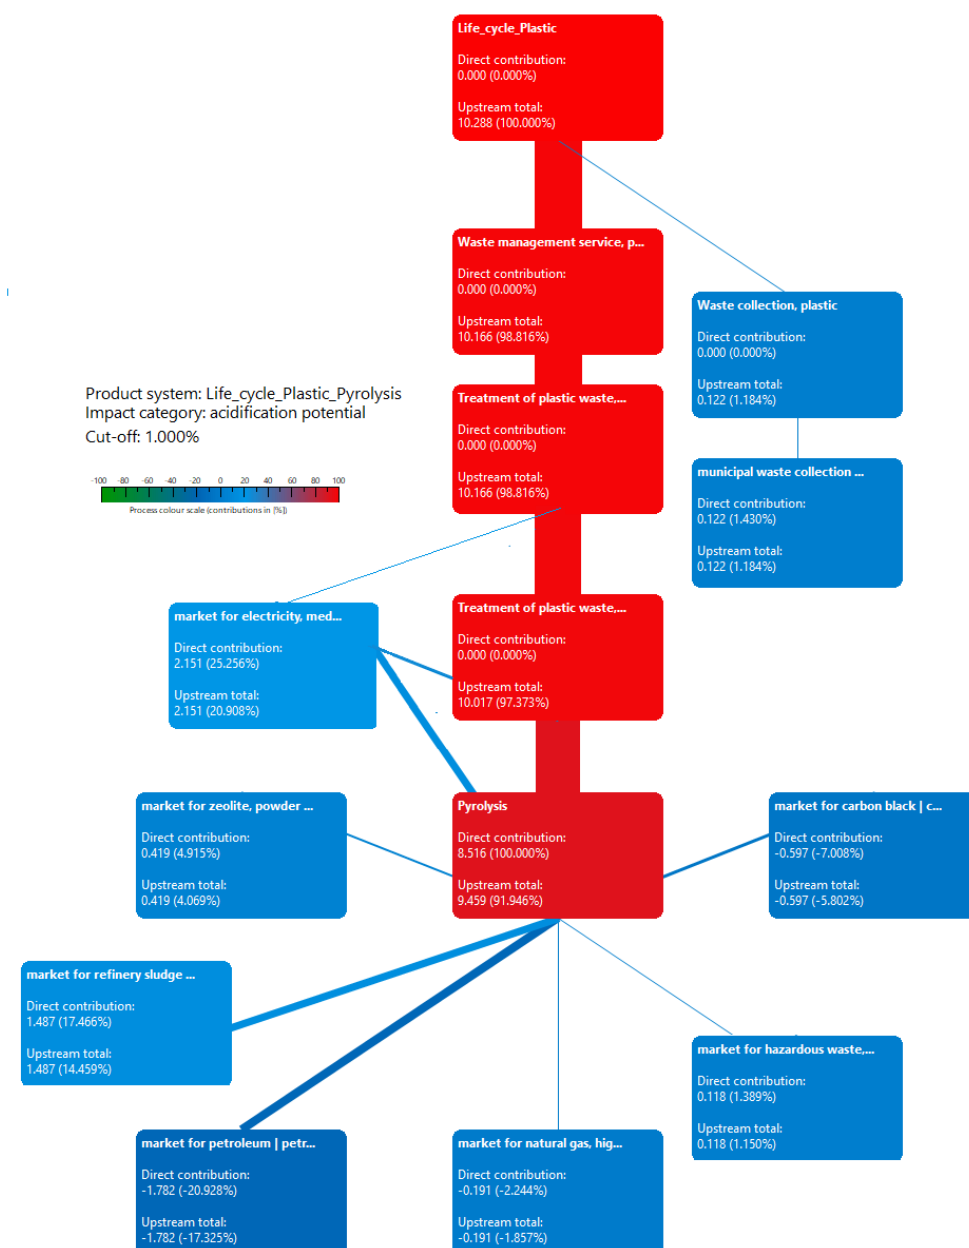 Life_cycle_Plastic
Direct contribution:
0.000 (0.000%)
Upstream total:
10.288 (100.000%)
Waste management service, p...
Direct contribution:
0.000 (0.000%)
Upstream total:
10.166 (98.816%)
Waste collection, plastic
Direct contribution:
0.000 (0.000%)
Upstream total:
0.122 (1.184%)
Product system: Life_cycle_Plastic_Pyrolysis
Impact category: acidification potential
Cut-off: 1.000%
-100 -80 -60 -40 -20 0 20 40 60 80 100
Process colour scale (contributions in [%])
Treatment of plastic waste,...
Direct contribution:
0.000 (0.000%)
Upstream total:
10.166 (98.816%)
municipal waste collection ...
Direct contribution:
0.122 (1.430%)
Upstream total:
0.122 (1.184%)
market for electricity, med...
Direct contribution:
2.151 (25.256%)
Upstream total:
2.151 (20.908%)
Treatment of plastic waste,...
Direct contribution:
0.000 (0.000%)
Upstream total:
10.017 (97.373%)
market for zeolite, powder ...
Direct contribution:
0.419 (4.915%)
Upstream total:
0.419 (4.069%)
Pyrolysis
Direct contribution:
8.516 (100.000%)
Upstream total:
9.459 (91.946%)
market for carbon black | c...
Direct contribution:
-0.597 (-7.008%)
Upstream total:
-0.597 (-5.802%)
market for refinery sludge ...
Direct contribution:
1.487 (17.466%)
Upstream total:
1.487 (14.459%)
market for hazardous waste,...
Direct contribution:
0.118 (1.389%)
Upstream total:
0.118 (1.150%)
market for petroleum | petr...
Direct contribution:
-1.782 (-20.928%)
Upstream total:
-1.782 (-17.325%)
market for natural gas, hig...
Direct contribution:
-0.191 (-2.244%)
Upstream total:
-0.191 (-1.857%)